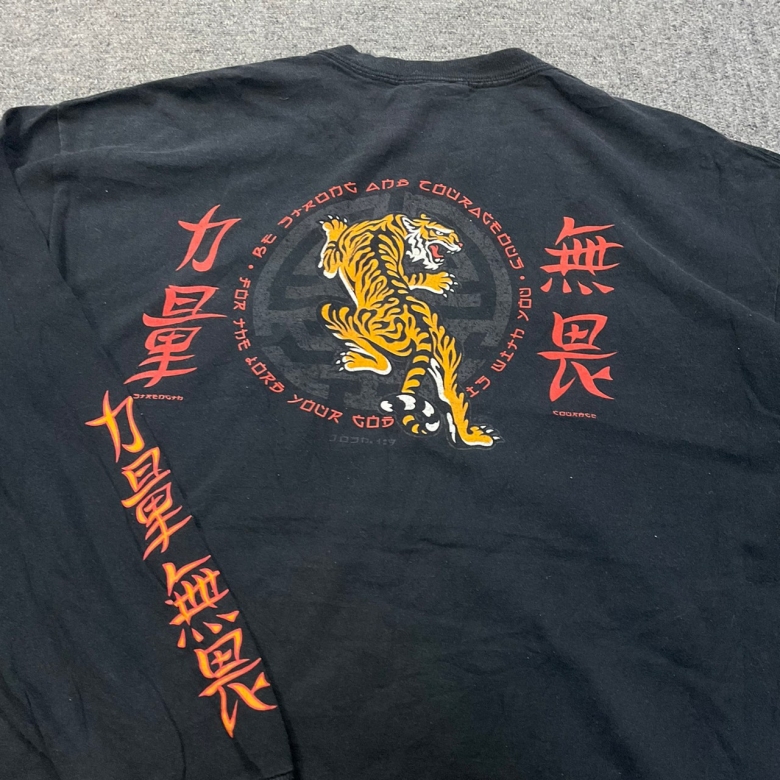 BE STRONG AND COURAGEOUS • FOR THE LORD YOUR GOD IS WITH YOU •
力量
STRENGTH
無畏
COURAGE
JOSH. 1:9
力量無畏